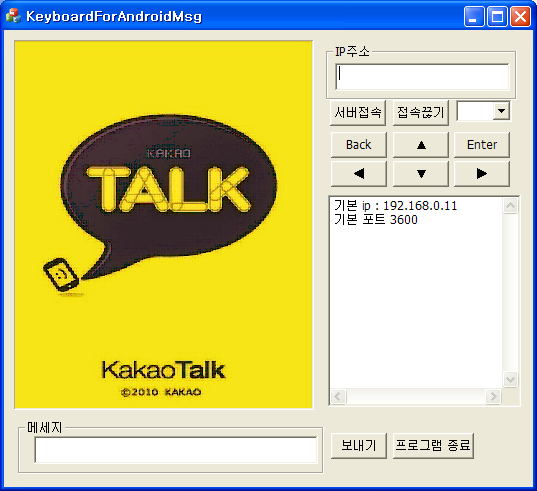 KeyboardForAndroidMsg
KAKAO
TALK
KakaoTalk
©2010 KAKAO
IP주소
서버접속
접속끊기
Back
Enter
기본 ip : 192.168.0.11
기본 포트 3600
메세지
보내기
프로그램 종료